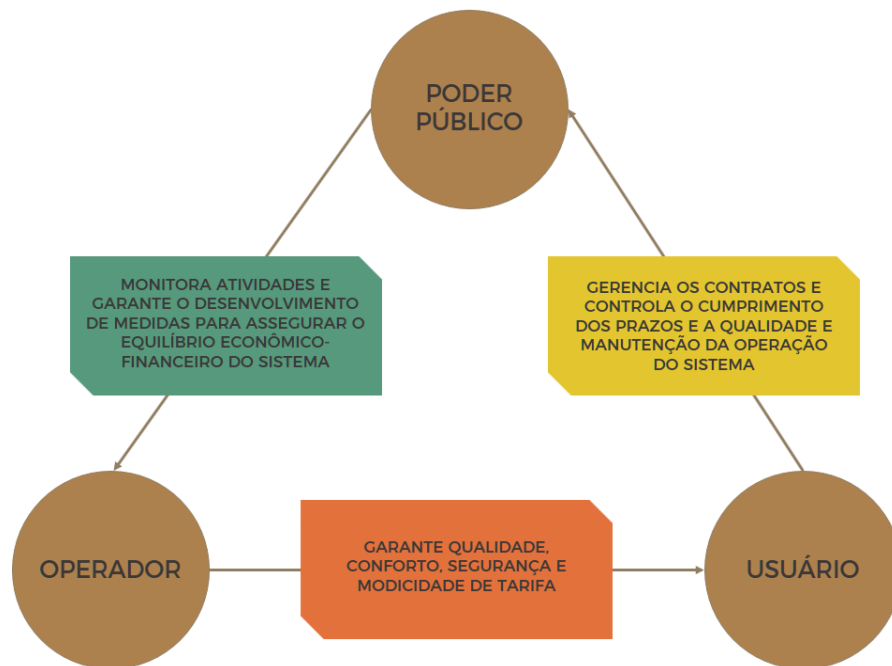 PODER
PÚBLICO
MONITORA ATIVIDADES E
GARANTE O DESENVOLVIMENTO
DE MEDIDAS PARA ASSEGURAR O
EQUILÍBRIO ECONÔMICO-
FINANCEIRO DO SISTEMA
GERENCIA OS CONTRATOS E
CONTROLA O CUMPRIMENTO
DOS PRAZOS E A QUALIDADE E
MANUTENÇÃO DA OPERAÇÃO
DO SISTEMA
OPERADOR
GARANTE QUALIDADE,
CONFORTO, SEGURANÇA E
MODICIDADE DE TARIFA
USUÁRIO